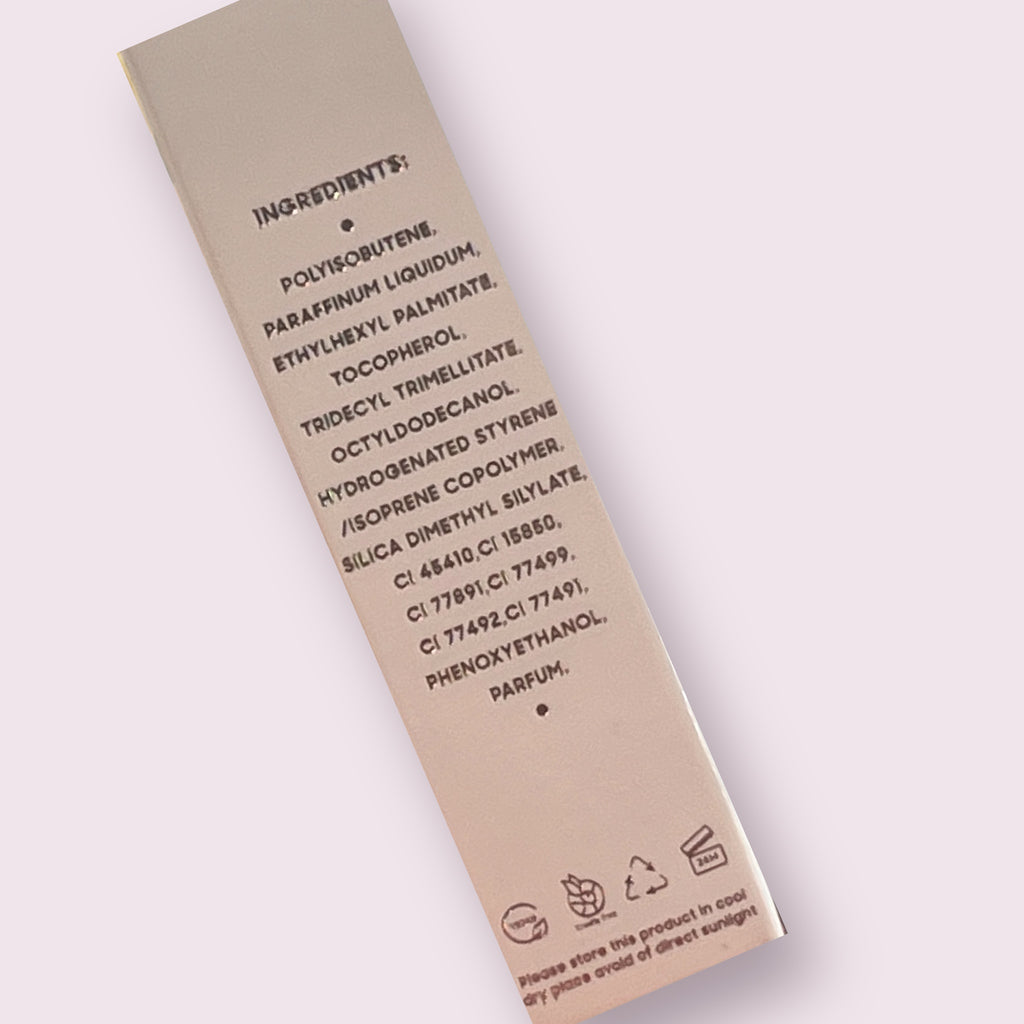 INGREDIENTS:
POLYISOBUTENE,
PARAFFINUM LIQUIDUM,
ETHYLHEXYL PALMITATE,
TOCOPHEROL,
TRIDECYL TRIMELLITATE,
OCTYLDODECANOL,
HYDROGENATED STYRENE
/ISOPRENE COPOLYMER,
SILICA DIMETHYL SILYLATE,
CI 45410,CI 15850,
CI 77891,CI 77499,
CI 77492,CI 77491,
PHENOXYETHANOL,
PARFUM.
VEGAN
24M
Please store this product in cool
dry place avoid of direct sunlight